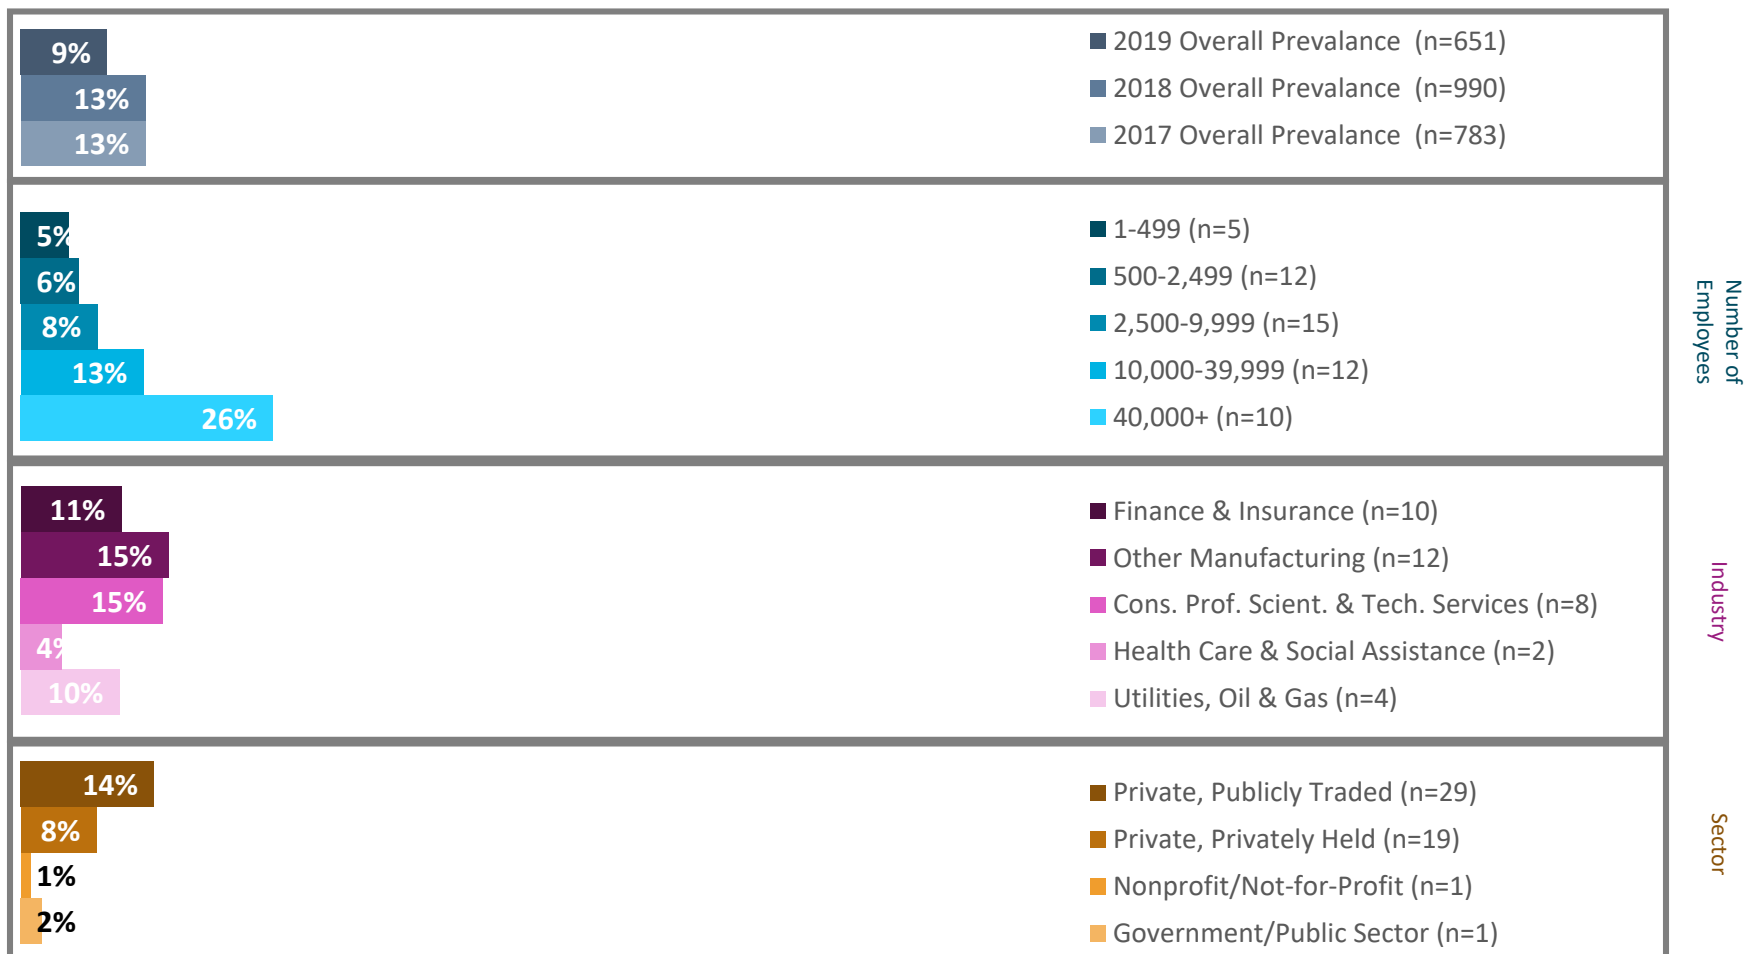 9%
13%
13%
2019 Overall Prevalance (n=651)
2018 Overall Prevalance (n=990)
2017 Overall Prevalance (n=783)
5%
6%
8%
13%
26%
1-499 (n=5)
500-2,499 (n=12)
2,500-9,999 (n=15)
10,000-39,999 (n=12)
40,000+ (n=10)
Number of
Employees
11%
15%
15%
4%
10%
Finance & Insurance (n=10)
Other Manufacturing (n=12)
Cons. Prof. Scient. & Tech. Services (n=8)
Health Care & Social Assistance (n=2)
Utilities, Oil & Gas (n=4)
Industry
14%
8%
1%
2%
Private, Publicly Traded (n=29)
Private, Privately Held (n=19)
Nonprofit/Not-for-Profit (n=1)
Government/Public Sector (n=1)
Sector